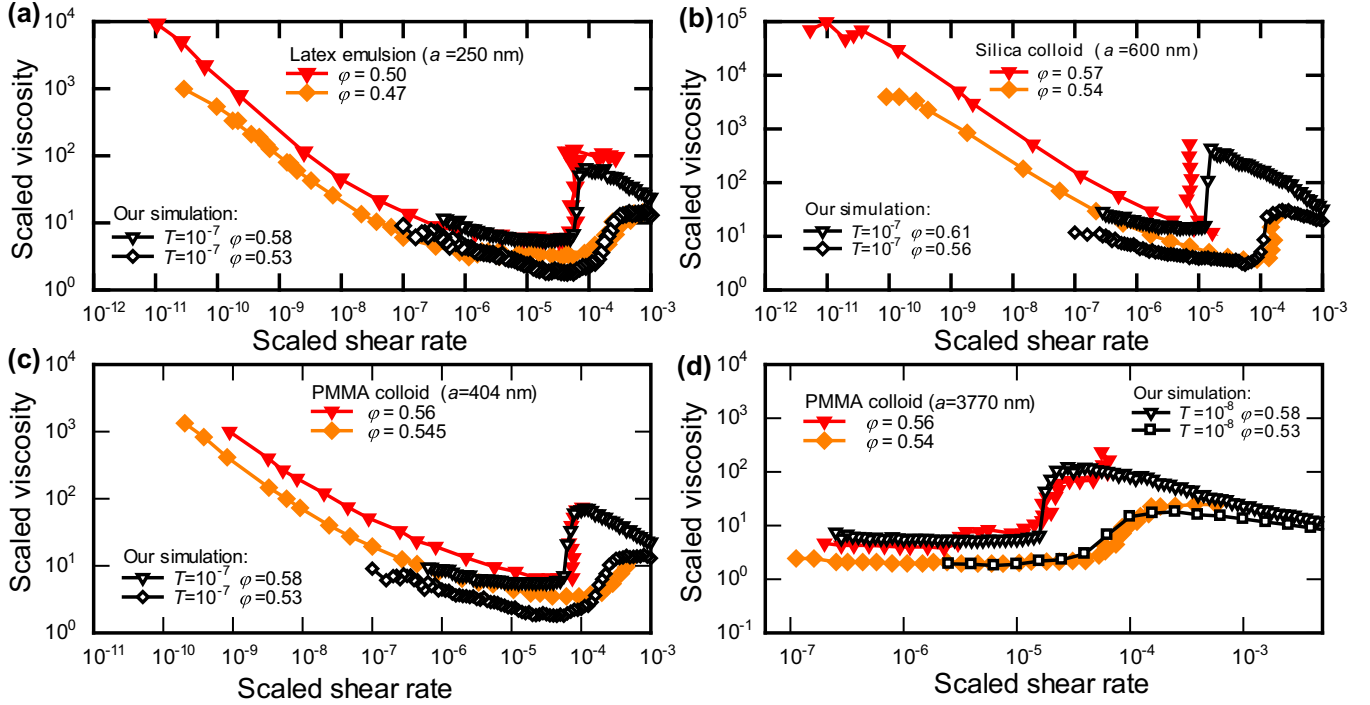 (a)
Scaled viscosity
10^4
10^3
10^2
10^1
10^0
Latex emulsion (a =250 nm)
φ = 0.50
φ = 0.47
Our simulation:
T=10^-7 φ=0.58
T=10^-7 φ=0.53
10^-12 10^-11 10^-10 10^-9 10^-8 10^-7 10^-6 10^-5 10^-4 10^-3
Scaled shear rate
(b)
Scaled viscosity
10^5
10^4
10^3
10^2
10^1
10^0
Silica colloid (a =600 nm)
φ = 0.57
φ = 0.54
Our simulation:
T=10^-7 φ=0.61
T=10^-7 φ=0.56
10^-12 10^-11 10^-10 10^-9 10^-8 10^-7 10^-6 10^-5 10^-4 10^-3
Scaled shear rate
(c)
Scaled viscosity
10^4
10^3
10^2
10^1
10^0
PMMA colloid (a=404 nm)
φ = 0.56
φ = 0.545
Our simulation:
T=10^-7 φ=0.58
T=10^-7 φ=0.53
10^-11 10^-10 10^-9 10^-8 10^-7 10^-6 10^-5 10^-4 10^-3
Scaled shear rate
(d)
Scaled viscosity
10^4
10^3
10^2
10^1
10^0
10^-1
PMMA colloid (a=3770 nm)
φ = 0.56
φ = 0.54
Our simulation:
T=10^-8 φ=0.58
T=10^-8 φ=0.53
10^-7 10^-6 10^-5 10^-4 10^-3
Scaled shear rate